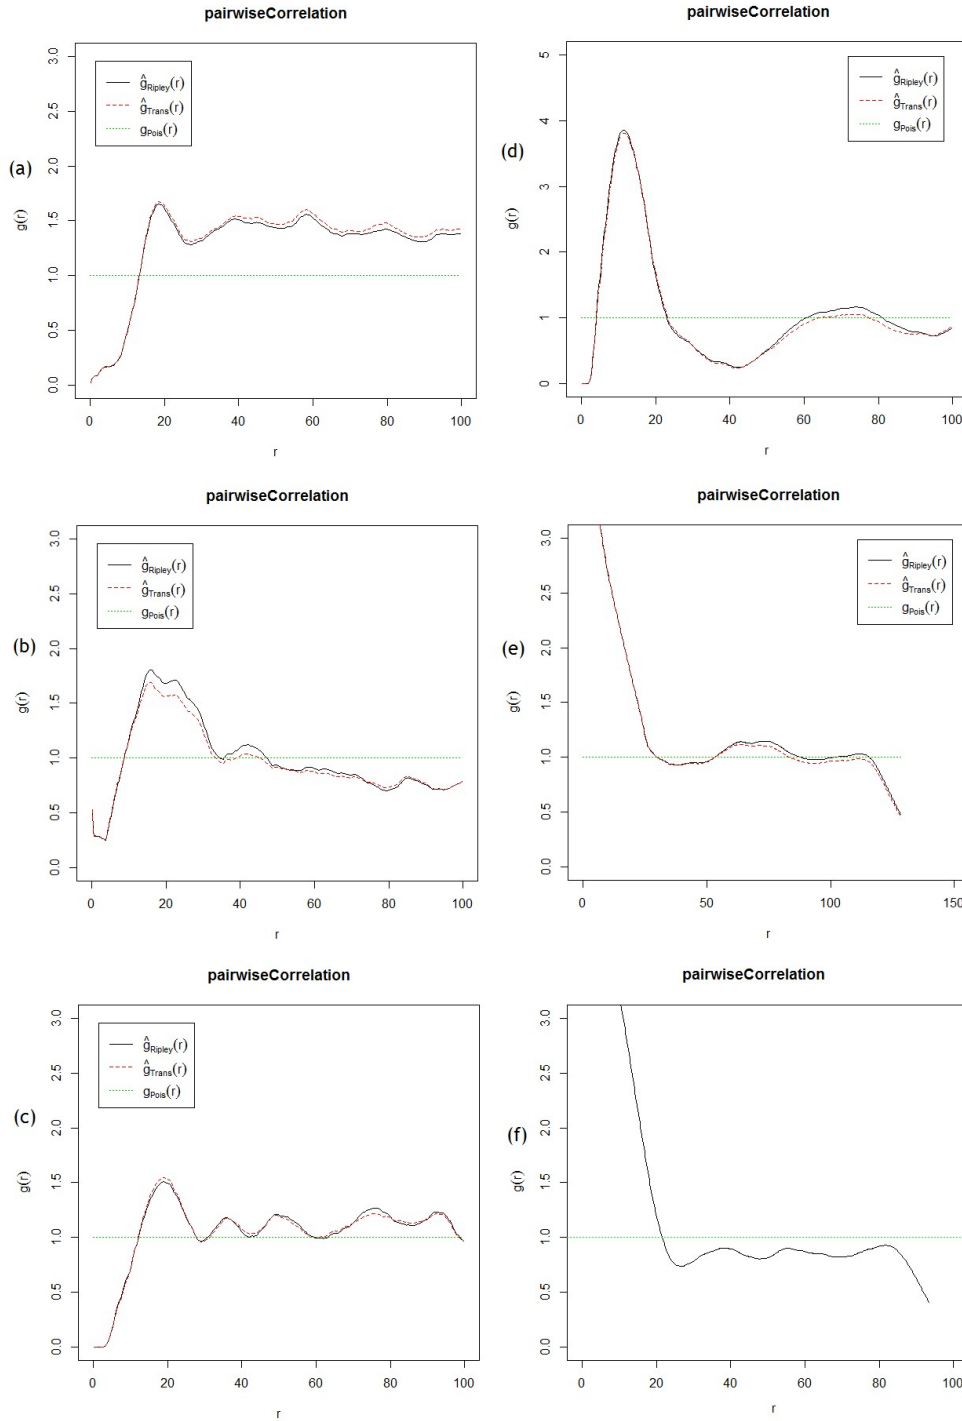 pairwiseCorrelation
(a)
g(r)
3.0
2.5
2.0
1.5
1.0
0.5
0.0
ĝRipley(r)
ĝTrans(r)
gPois(r)
0 20 40 60 80 100
r
pairwiseCorrelation
(d)
g(r)
5
4
3
2
1
0
ĝRipley(r)
ĝTrans(r)
gPois(r)
0 20 40 60 80 100
r
pairwiseCorrelation
(b)
g(r)
3.0
2.5
2.0
1.5
1.0
0.5
0.0
ĝRipley(r)
ĝTrans(r)
gPois(r)
0 20 40 60 80 100
r
pairwiseCorrelation
(e)
g(r)
3.0
2.5
2.0
1.5
1.0
0.5
0.0
ĝRipley(r)
ĝTrans(r)
gPois(r)
0 50 100 150
r
pairwiseCorrelation
(c)
g(r)
3.0
2.5
2.0
1.5
1.0
0.5
0.0
ĝRipley(r)
ĝTrans(r)
gPois(r)
0 20 40 60 80 100
r
pairwiseCorrelation
(f)
g(r)
3.0
2.5
2.0
1.5
1.0
0.5
0.0
0 20 40 60 80 100
r